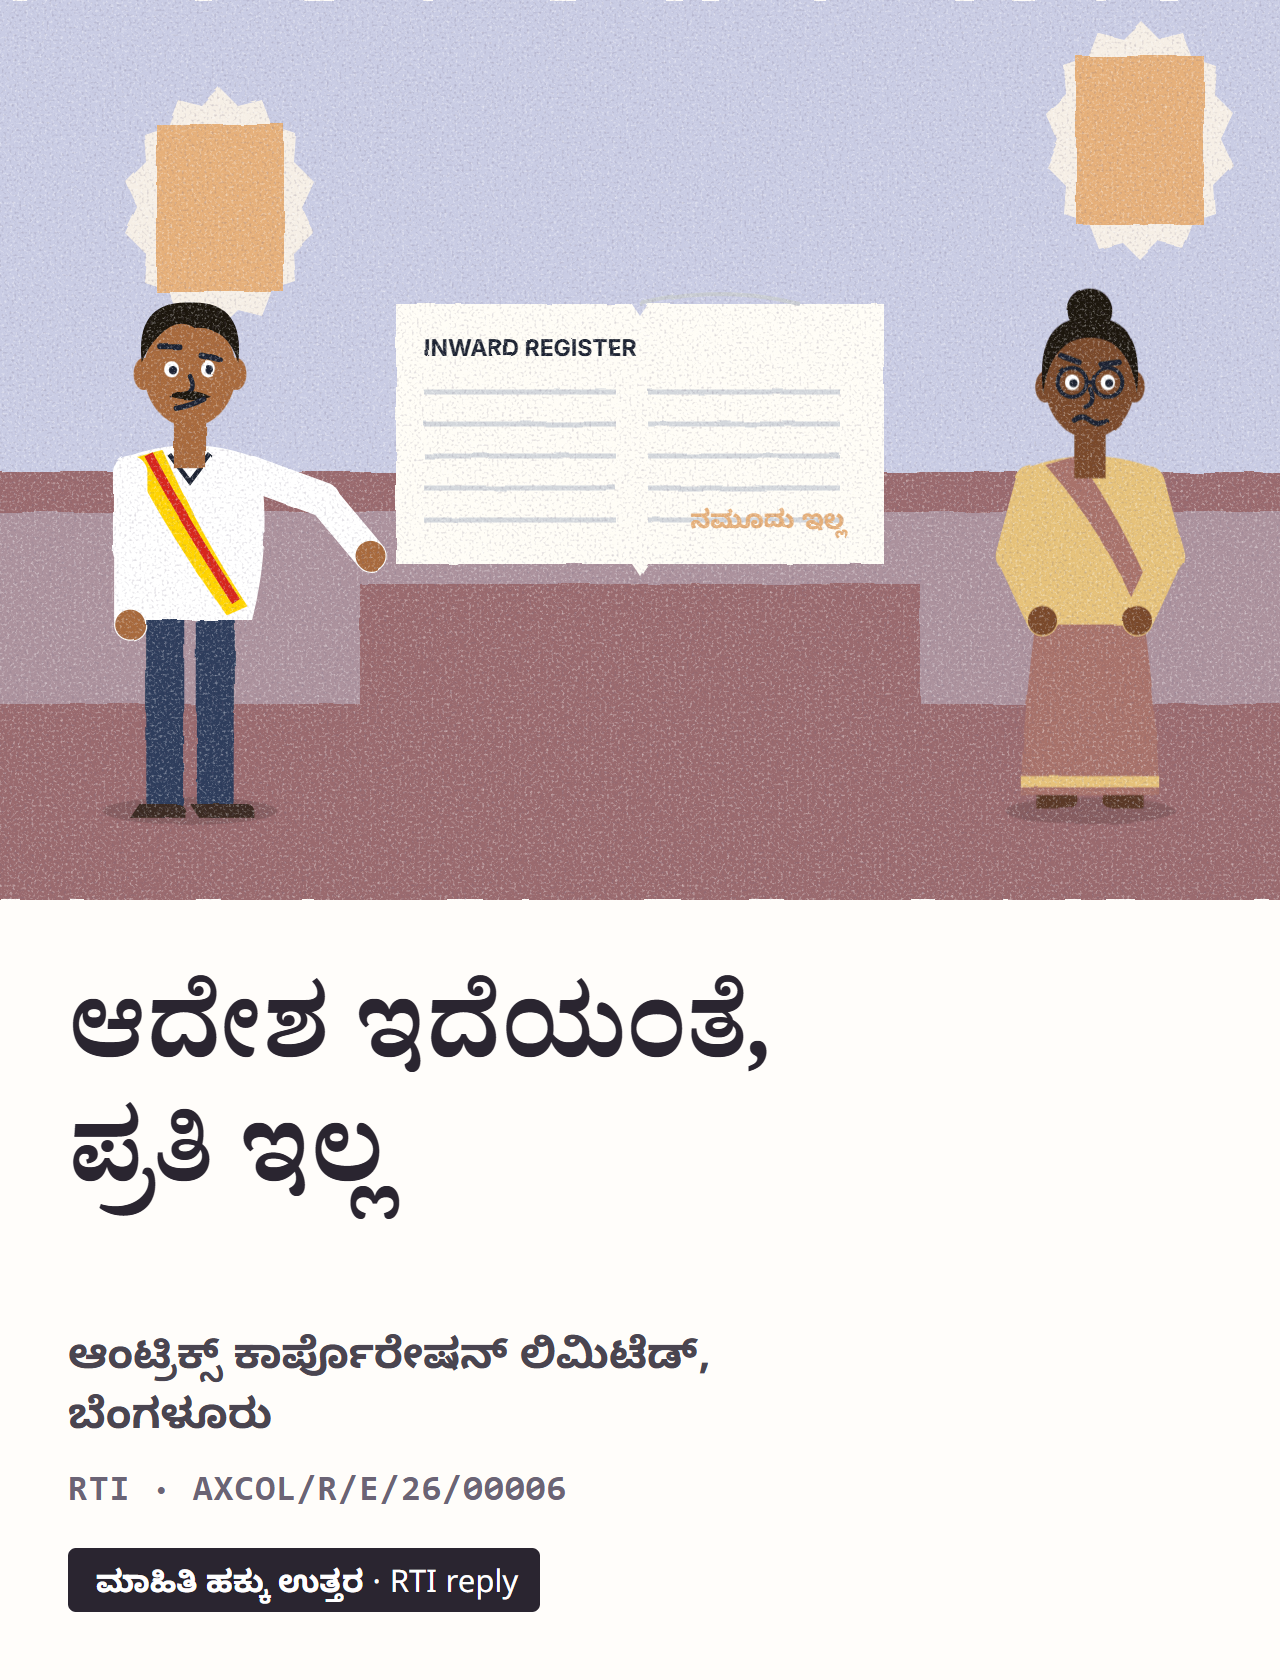 INWARD REGISTER
ನಮೂದು ಇಲ್ಲ
ಆದೇಶ ಇದೆಯಂತೆ,
ಪ್ರತಿ ಇಲ್ಲ
ಆಂಟ್ರಿಕ್ಸ್ ಕಾರ್ಪೊರೇಷನ್ ಲಿಮಿಟೆಡ್,
ಬೆಂಗಳೂರು
RTI · AXCOL/R/E/26/00006
ಮಾಹಿತಿ ಹಕ್ಕು ಉತ್ತರ · RTI reply